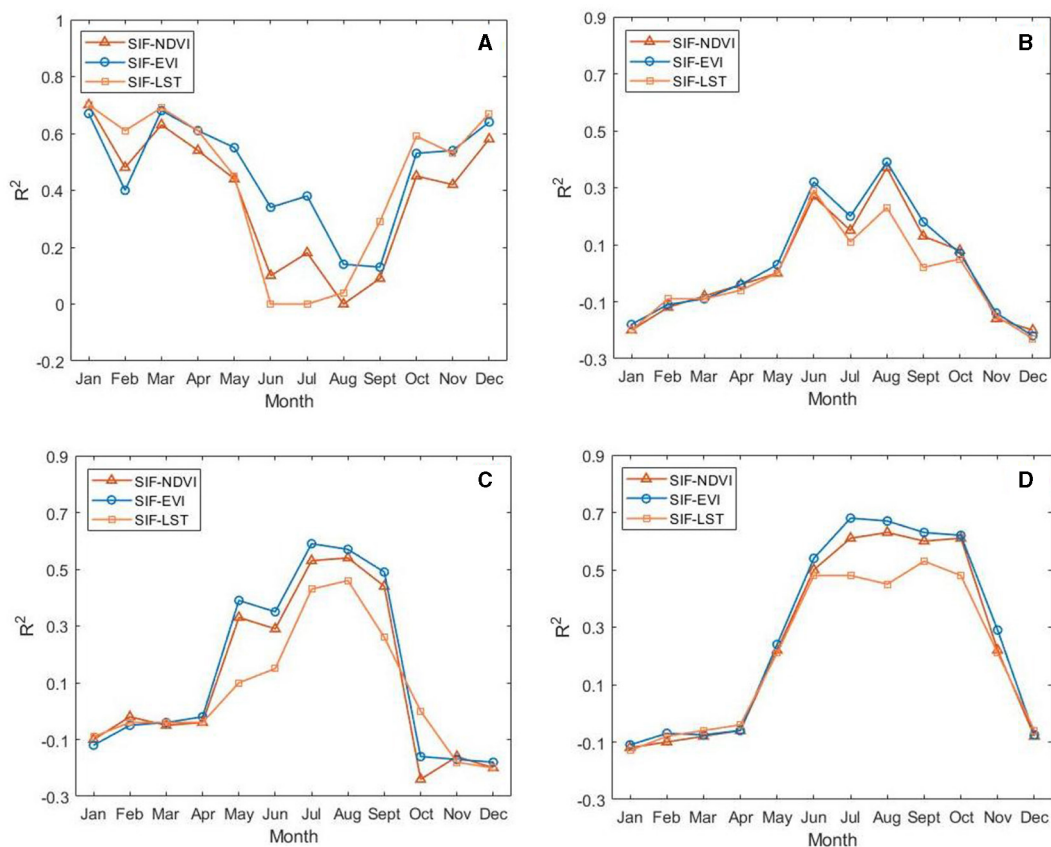 A
SIF-NDVI
SIF-EVI
SIF-LST
1
0.8
0.6
0.4
0.2
0
-0.2
R2
Jan Feb Mar Apr May Jun Jul Aug Sept Oct Nov Dec
Month
B
SIF-NDVI
SIF-EVI
SIF-LST
0.9
0.7
0.5
0.3
0.1
-0.1
-0.3
R2
Jan Feb Mar Apr May Jun Jul Aug Sept Oct Nov Dec
Month
C
SIF-NDVI
SIF-EVI
SIF-LST
0.9
0.7
0.5
0.3
0.1
-0.1
-0.3
R2
Jan Feb Mar Apr May Jun Jul Aug Sept Oct Nov Dec
Month
D
SIF-NDVI
SIF-EVI
SIF-LST
0.9
0.7
0.5
0.3
0.1
-0.1
-0.3
R2
Jan Feb Mar Apr May Jun Jul Aug Sept Oct Nov Dec
Month